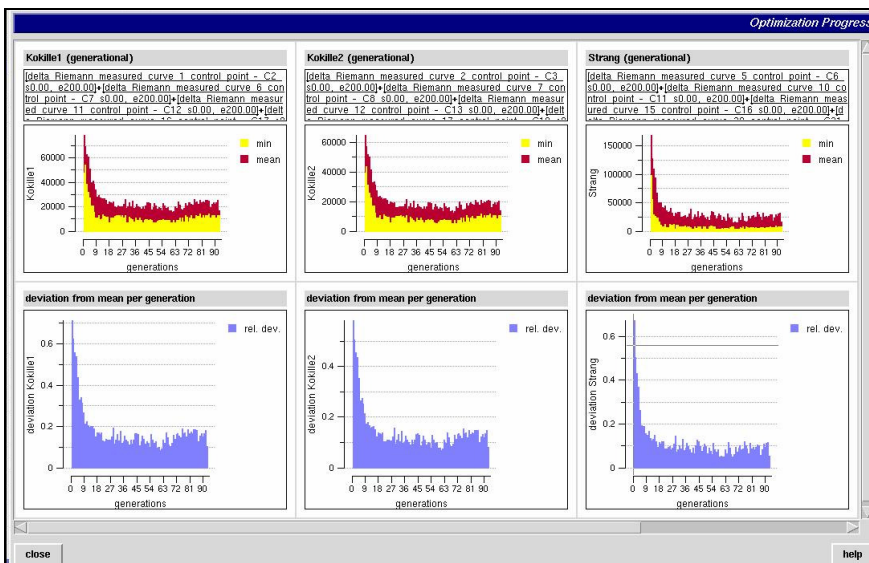 Optimization Progress
Kokille1 (generational)
[delta Riemann measured curve 1 control point - C2
s0.00, e200.00]+[delta Riemann measured curve 6 con
trol point - C7 s0.00, e200.00]+[delta Riemann measur
ed curve 11 control point - C12 s0.00, e200.00]+[delt
60000
40000
20000
0
Kokille1
min
mean
0 9 18 27 36 45 54 63 72 81 90
generations
Kokille2 (generational)
[delta Riemann measured curve 2 control point - C3
s0.00, e200.00]+[delta Riemann measured curve 7 con
trol point - C8 s0.00, e200.00]+[delta Riemann measur
ed curve 12 control point - C13 s0.00, e200.00]+[delt
60000
40000
20000
0
Kokille2
min
mean
0 9 18 27 36 45 54 63 72 81 90
generations
Strang (generational)
[delta Riemann measured curve 5 control point - C6
s0.00, e200.00]+[delta Riemann measured curve 10 co
ntrol point - C11 s0.00, e200.00]+[delta Riemann meas
ured curve 15 control point - C16 s0.00, e200.00]+[d
150000
100000
50000
0
Strang
min
mean
0 9 18 27 36 45 54 63 72 81 90
generations
deviation from mean per generation
0.6
0.4
0.2
0
deviation Kokille1
rel. dev.
0 9 18 27 36 45 54 63 72 81 90
generations
deviation from mean per generation
0.4
0.2
0
deviation Kokille2
rel. dev.
0 9 18 27 36 45 54 63 72 81 90
generations
deviation from mean per generation
0.6
0.4
0.2
0
deviation Strang
rel. dev.
0 9 18 27 36 45 54 63 72 81 90
generations
close
help